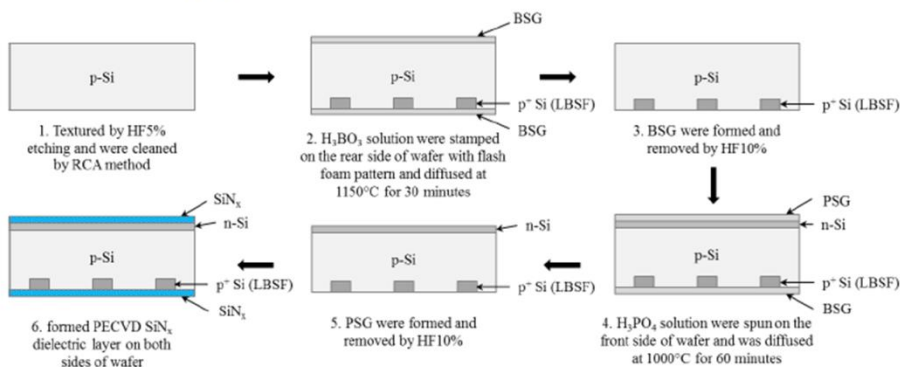 p-Si
1. Textured by HF5%
etching and were cleaned
by RCA method
BSG
p-Si
p⁺ Si (LBSF)
BSG
2. H₃BO₃ solution were stamped
on the rear side of wafer with flash
foam pattern and diffused at
1150°C for 30 minutes
p-Si
p⁺ Si (LBSF)
3. BSG were formed and
removed by HF10%
PSG
n-Si
p-Si
p⁺ Si (LBSF)
BSG
4. H₃PO₄ solution were spun on the
front side of wafer and was diffused
at 1000°C for 60 minutes
n-Si
p-Si
p⁺ Si (LBSF)
5. PSG were formed and
removed by HF10%
SiNₓ
n-Si
p-Si
p⁺ Si (LBSF)
SiNₓ
6. formed PECVD SiNₓ
dielectric layer on both
sides of wafer